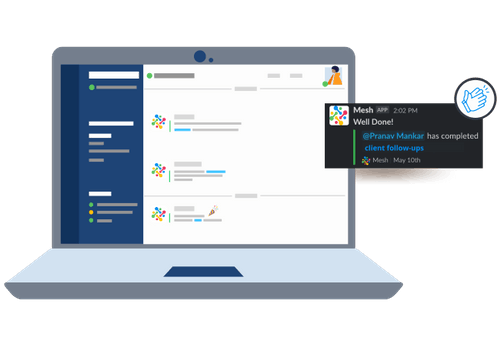 Mesh APP 2:02 PM
Well Done!
@Pranav Mankar has completed
client follow-ups
Mesh May 10th